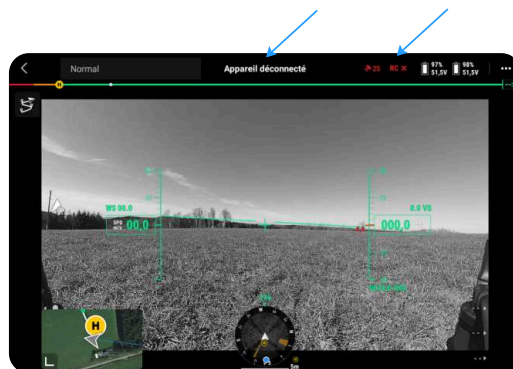 Normal
Appareil déconnecté
25
RC ×
97%
51,5V
98%
51,5V
H
WS 00.0
0.0 VS
SPD
00,0
000,0
H
5m